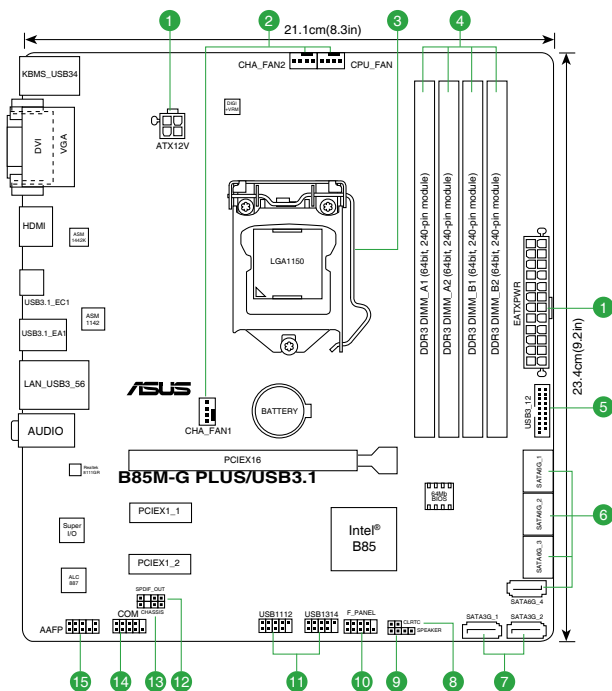 1
2
3
4
21.1cm(8.3in)
KBMS_USB34
CHA_FAN2
CPU_FAN
DIGI
+VRM
ATX12V
DVI
VGA
HDMI
ASM
1442K
LGA1150
DDR3 DIMM_A1 (64bit, 240-pin module)
DDR3 DIMM_A2 (64bit, 240-pin module)
DDR3 DIMM_B1 (64bit, 240-pin module)
DDR3 DIMM_B2 (64bit, 240-pin module)
EATXPWR
1
23.4cm(9.2in)
USB3.1_EC1
ASM
1142
USB3.1_EA1
LAN_USB3_56
ASUS
CHA_FAN1
BATTERY
USB3_12
5
AUDIO
PCIEX16
B85M-G PLUS/USB3.1
Realtek
8111GR
64Mb
BIOS
SATA6G_1
SATA6G_2
SATA6G_3
6
PCIEX1_1
Super
I/O
Intel®
B85
PCIEX1_2
ALC
887
SPDIF_OUT
CHASSIS
SATA6G_4
AAFP
COM
USB1112
USB1314
F_PANEL
CLRTC
SPEAKER
SATA3G_1
SATA3G_2
15
14
13
12
11
10
9
8
7